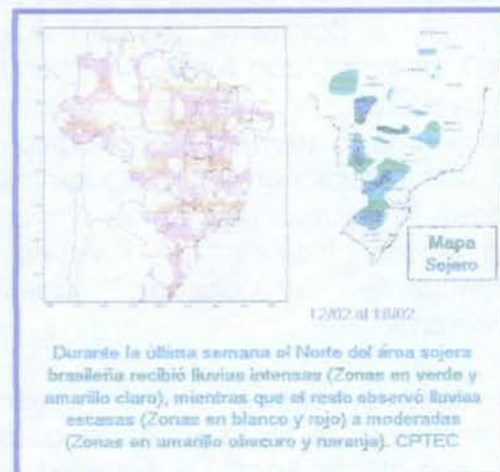 Mapa
Sojero
12/02 al 18/02
Durante la última semana el Norte del área sojera
brasileña recibió lluvias intensas (Zonas en verde y
amarillo claro), mientras que el resto observó lluvias
escasas (Zonas en blanco y rojo) a moderadas
(Zonas en amarillo obscuro y naranja). CPTEC